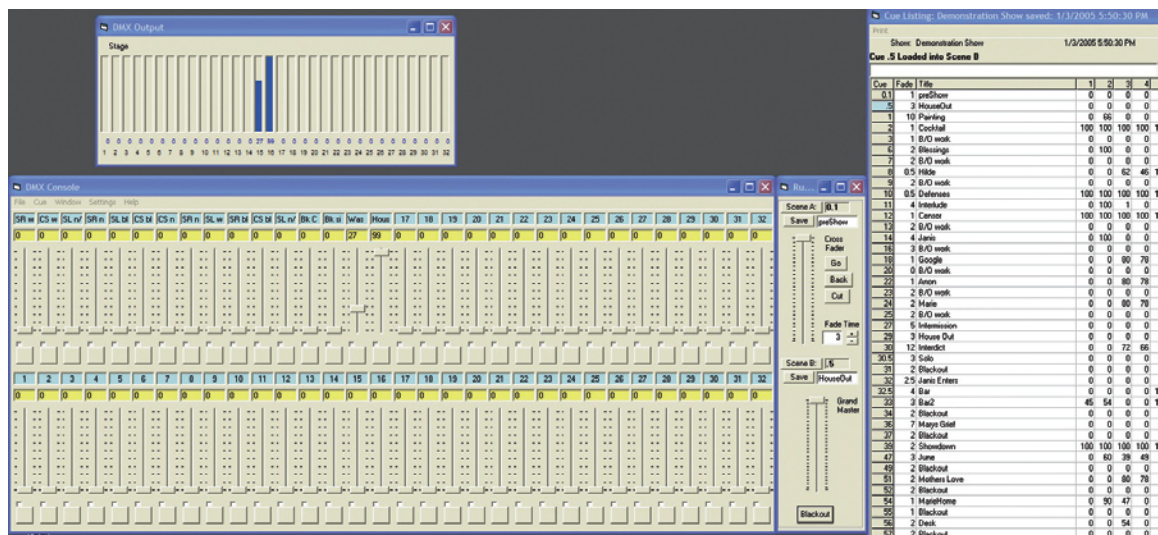 DMX Output
Stage
0 0 0 0 0 0 0 0 0 0 0 0 0 0 27 99 0 0 0 0 0 0 0 0 0 0 0 0 0 0 0 0
1 2 3 4 5 6 7 8 9 10 11 12 13 14 15 16 17 18 19 20 21 22 23 24 25 26 27 28 29 30 31 32
DMX Console
File Cue Window Settings Help
SR w CS w SL n/ SR n SL bl CS bl CS n SR n SL w SR bl CS bl SL n/ Bk C Bk si Was Hous 17 18 19 20 21 22 23 24 25 26 27 28 29 30 31 32
0 0 0 0 0 0 0 0 0 0 0 0 0 0 27 99 0 0 0 0 0 0 0 0 0 0 0 0 0 0 0 0
1 2 3 4 5 6 7 8 9 10 11 12 13 14 15 16 17 18 19 20 21 22 23 24 25 26 27 28 29 30 31 32
0 0 0 0 0 0 0 0 0 0 0 0 0 0 0 0 0 0 0 0 0 0 0 0 0 0 0 0 0 0 0 0
Ru...
Scene A: 0.1
Save preShow
Cross
Fader
Go
Back
Cut
Fade Time
3
Scene B: .5
Save HouseOut
Grand
Master
Blackout
Cue Listing: Demonstration Show saved: 1/3/2005 5:50:30 PM
Print
Show: Demonstration Show 1/3/2005 5:50:30 PM
Cue .5 Loaded into Scene B
Cue Fade Title 1 2 3 4
0.1 1 preShow 0 0 0 0
.5 3 HouseOut 0 0 0 0
1 10 Painting 0 66 0 0
2 1 Cocktail 100 100 100 100 1
3 1 B/O work 0 0 0 0
6 2 Blessings 0 100 0 0
7 2 B/O work 0 0 0 0
8 0.5 Hilde 0 0 62 46 1
9 2 B/O work 0 0 0 0
10 0.5 Defenses 100 100 100 100 1
11 4 Interlude 0 100 1 0
12 1 Censor 100 100 100 100 1
13 2 B/O work 0 0 0 0
14 4 Janis 0 100 0 0
16 3 B/O work 0 0 0 0
18 1 Google 0 0 80 78
20 0 B/O work 0 0 0 0
22 1 Anon 0 0 80 78
23 2 B/O work 0 0 0 0
24 2 Marie 0 0 80 78
25 2 B/O work 0 0 0 0
27 5 Intermission 0 0 0 0
29 3 House Out 0 0 0 0
30 12 Interdict 0 0 72 66
30.5 3 Solo 0 0 0 0
31 2 Blackout 0 0 0 0
32 2.5 Janis Enters 0 0 0 0
32.5 4 Bar 0 0 0 0 1
33 3 Bar2 45 54 0 0 1
34 2 Blackout 0 0 0 0
36 7 Marys Grief 0 0 0 0
37 2 Blackout 0 0 0 0
39 2 Showdown 100 100 100 100 1
47 3 June 0 60 39 49
49 2 Blackout 0 0 0 0
51 2 Mothers Love 0 0 80 78
52 2 Blackout 0 0 0 0
54 1 MarieHome 0 90 47 0
55 1 Blackout 0 0 0 0
56 2 Desk 0 0 54 0
57 2 Blackout 0 0 0 0